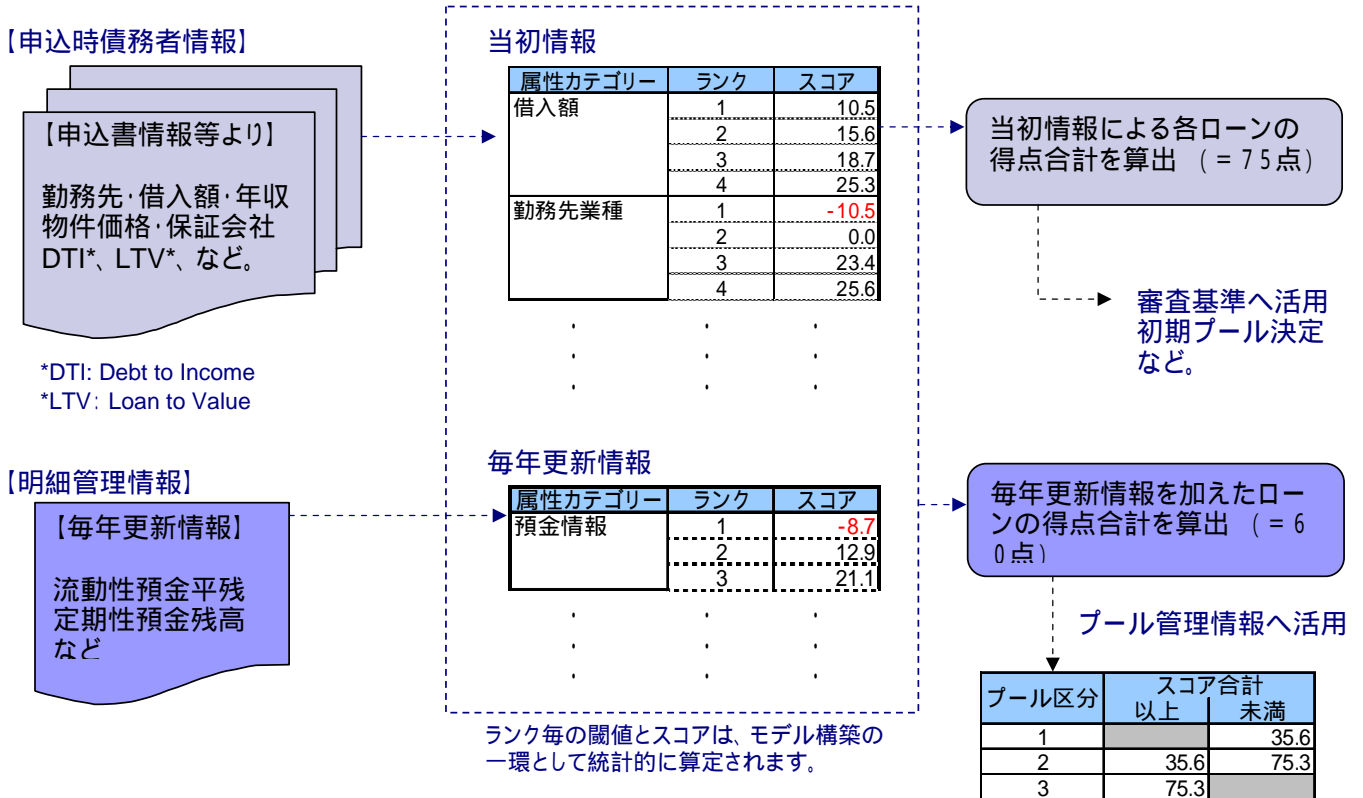 【申込時債務者情報】
【申込書情報等より】
勤務先・借入額・年収
物件価格・保証会社
DTI*、LTV*、など。
*DTI: Debt to Income
*LTV: Loan to Value
当初情報
属性カテゴリー ランク スコア
借入額 1 10.5
2 15.6
3 18.7
4 25.3
勤務先業種 1 -10.5
2 0.0
3 23.4
4 25.6
・ ・ ・
・ ・ ・
・ ・ ・
当初情報による各ローンの
得点合計を算出 (=75点)
審査基準へ活用
初期プール決定
など。
【明細管理情報】
【毎年更新情報】
流動性預金平残
定期性預金残高
など
毎年更新情報
属性カテゴリー ランク スコア
預金情報 1 -8.7
2 12.9
3 21.1
・ ・ ・
・ ・ ・
・ ・ ・
ランク毎の閾値とスコアは、モデル構築の
一環として統計的に算定されます。
毎年更新情報を加えたロー
ンの得点合計を算出 (=6
0点)
プール管理情報へ活用
プール区分 スコア合計
以上 未満
1 35.6
2 35.6 75.3
3 75.3